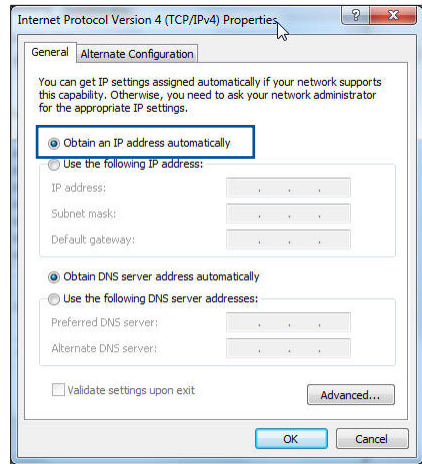 Internet Protocol Version 4 (TCP/IPv4) Properties
General
Alternate Configuration
You can get IP settings assigned automatically if your network supports
this capability. Otherwise, you need to ask your network administrator
for the appropriate IP settings.
Obtain an IP address automatically
Use the following IP address:
IP address:
Subnet mask:
Default gateway:
Obtain DNS server address automatically
Use the following DNS server addresses:
Preferred DNS server:
Alternate DNS server:
Validate settings upon exit
Advanced...
OK
Cancel